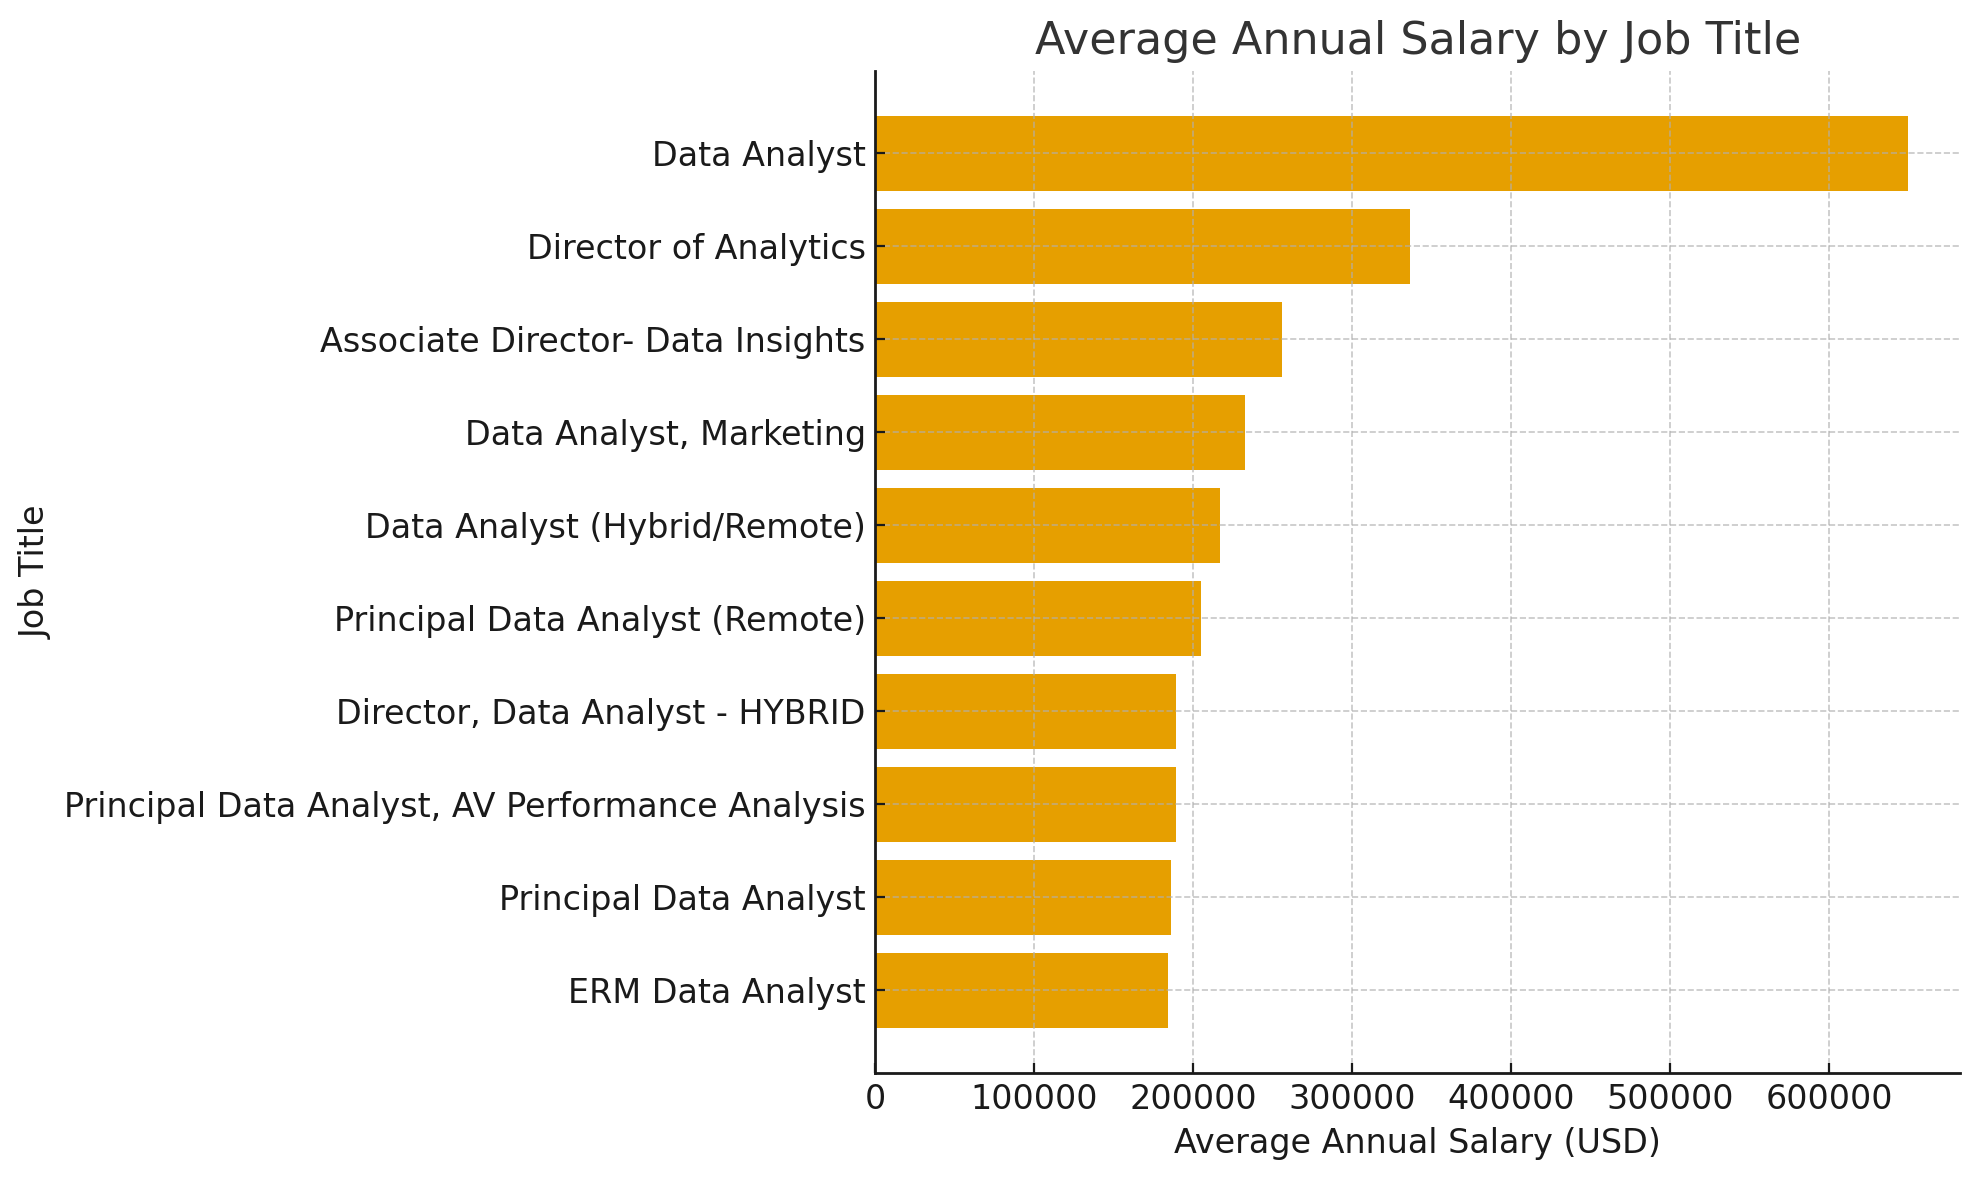 Average Annual Salary by Job Title
Data Analyst
Director of Analytics
Associate Director- Data Insights
Data Analyst, Marketing
Data Analyst (Hybrid/Remote)
Principal Data Analyst (Remote)
Director, Data Analyst - HYBRID
Principal Data Analyst, AV Performance Analysis
Principal Data Analyst
ERM Data Analyst
Job Title
0 100000 200000 300000 400000 500000 600000
Average Annual Salary (USD)